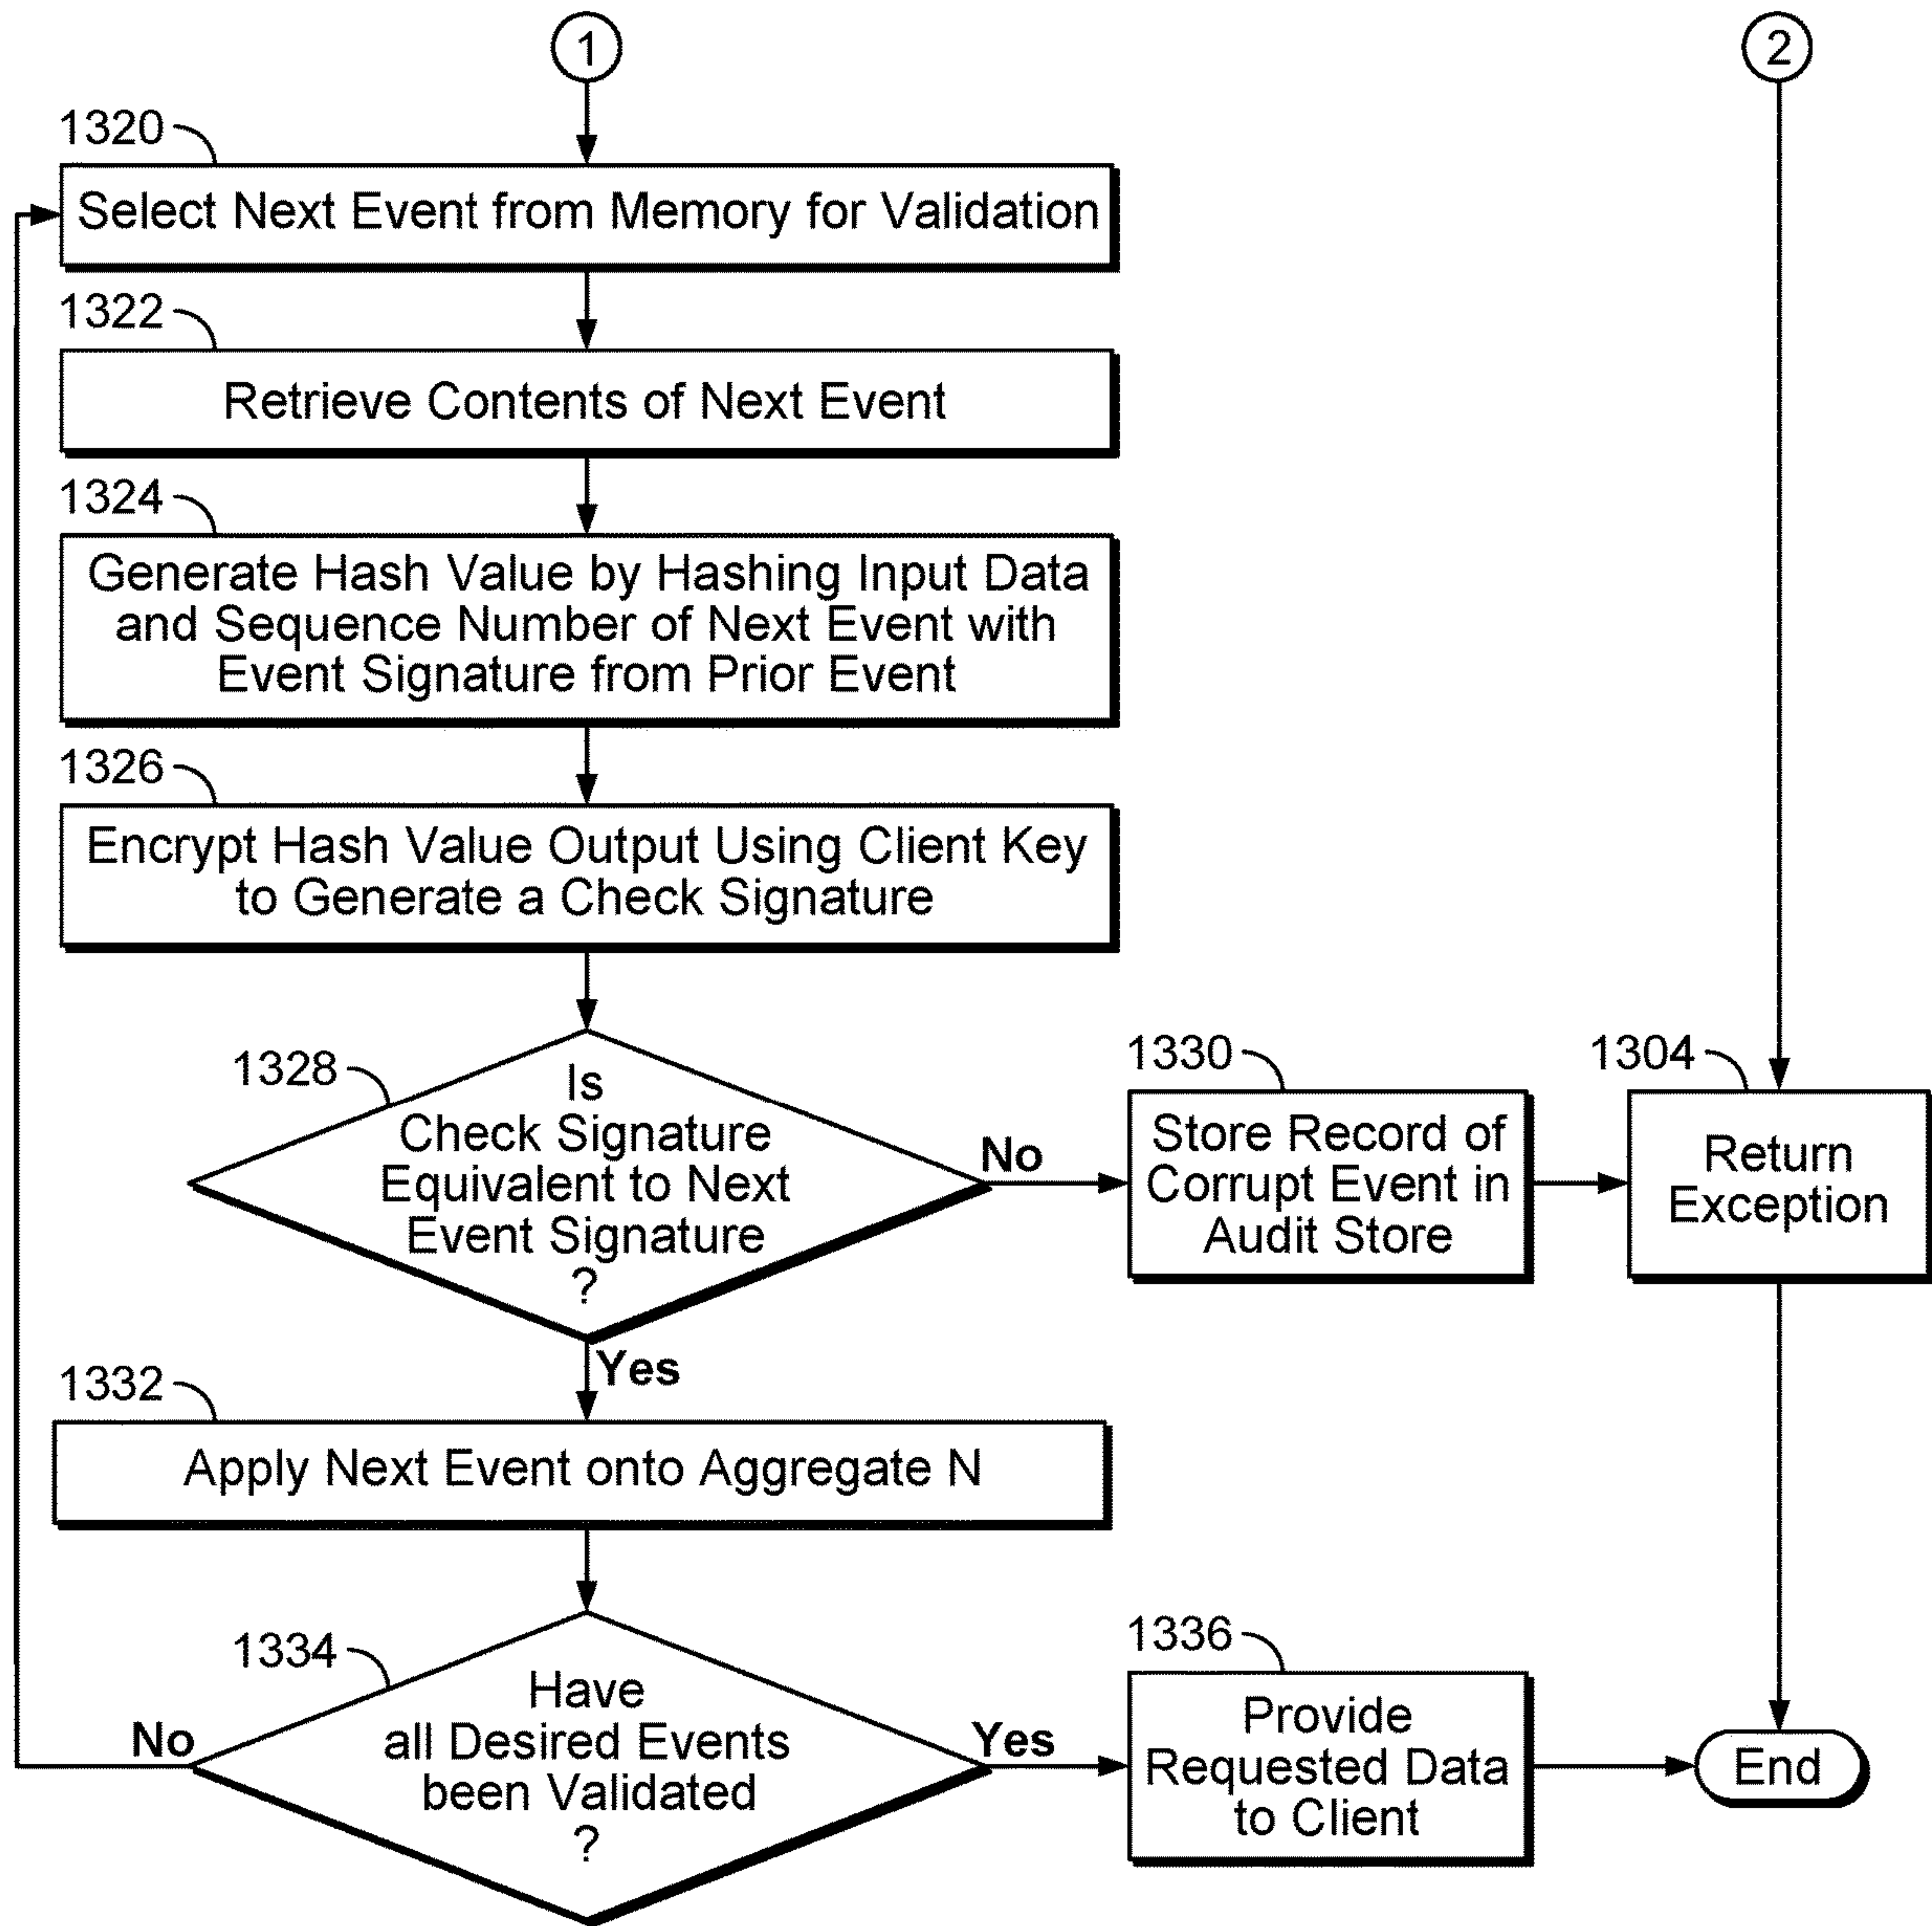 1
2
1320
Select Next Event from Memory for Validation
1322
Retrieve Contents of Next Event
1324
Generate Hash Value by Hashing Input Data
and Sequence Number of Next Event with
Event Signature from Prior Event
1326
Encrypt Hash Value Output Using Client Key
to Generate a Check Signature
1328
Is
Check Signature
Equivalent to Next
Event Signature
?
No
1330
Store Record of
Corrupt Event in
Audit Store
1304
Return
Exception
Yes
1332
Apply Next Event onto Aggregate N
1334
Have
all Desired Events
been Validated
?
No
Yes
1336
Provide
Requested Data
to Client
End